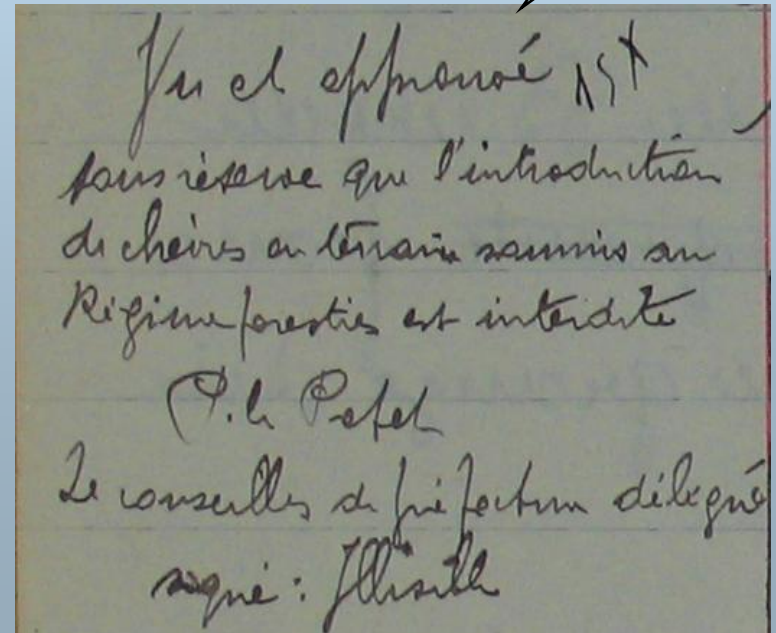 Vu et approuvé
sous réserve que l'introduction
de chèvres en terrain soumis au
Régime forestier est interdite
P. le Préfet
Le conseiller de préfecture délégué
signé :